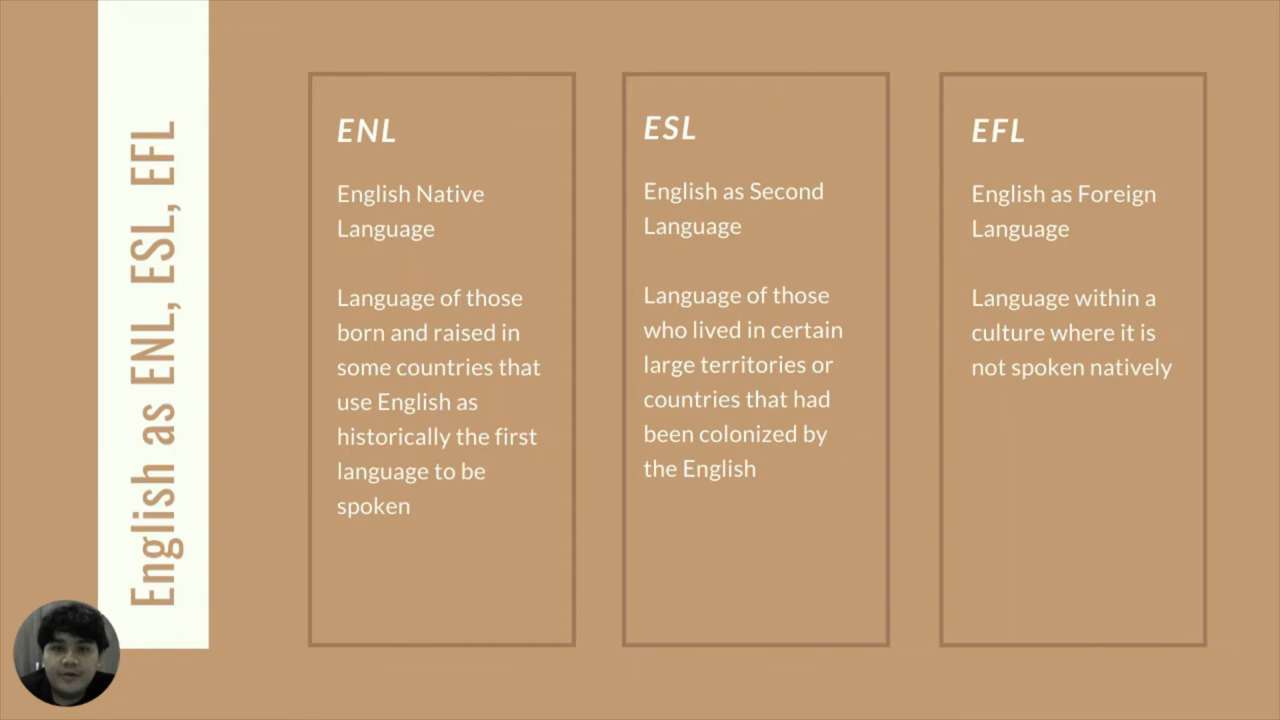 English as ENL, ESL, EFL
ENL
English Native
Language
Language of those
born and raised in
some countries that
use English as
historically the first
language to be
spoken
ESL
English as Second
Language
Language of those
who lived in certain
large territories or
countries that had
been colonized by
the English
EFL
English as Foreign
Language
Language within a
culture where it is
not spoken natively